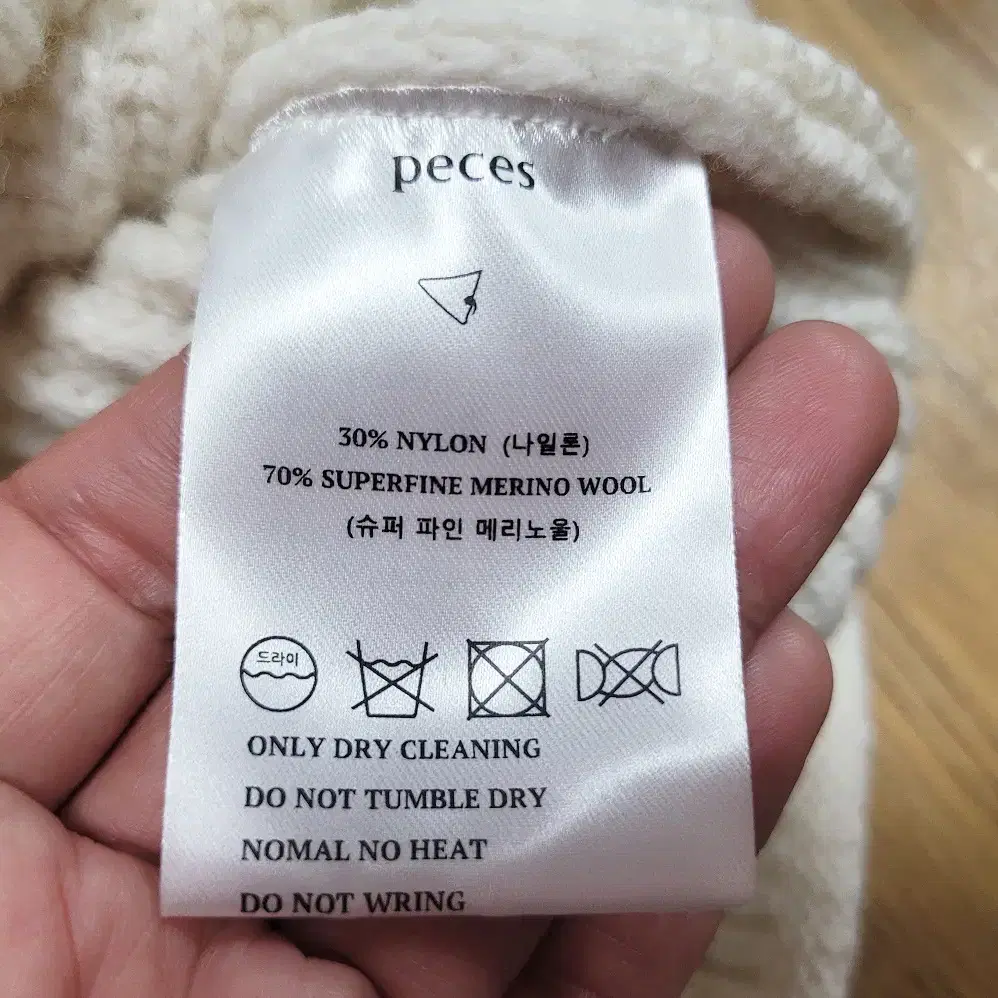 peces
30% NYLON (나일론)
70% SUPERFINE MERINO WOOL
(슈퍼 파인 메리노울)
드라이
ONLY DRY CLEANING
DO NOT TUMBLE DRY
NOMAL NO HEAT
DO NOT WRING